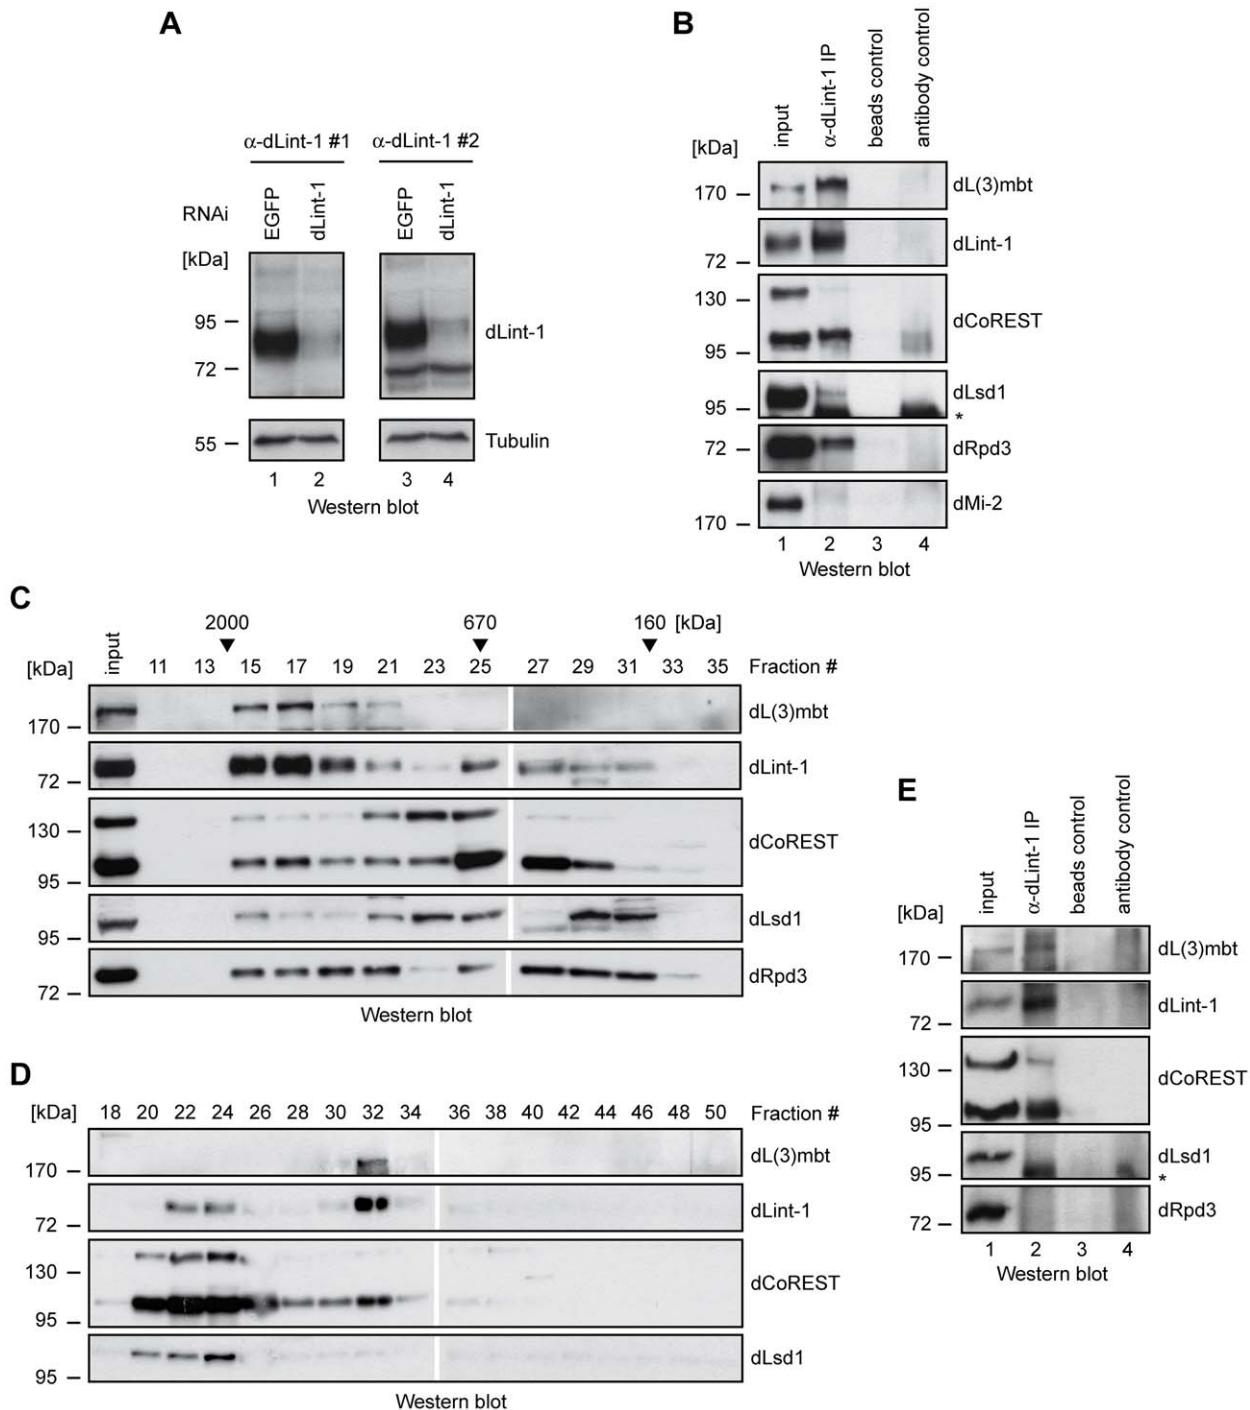 A
α-dLint-1 #1 α-dLint-1 #2
RNAi EGFP dLint-1 EGFP dLint-1
[kDa]
95
dLint-1
72
55 Tubulin
1 2 3 4
Western blot
B
input α-dLint-1 IP beads control antibody control
[kDa]
170 dL(3)mbt
dLint-1
72
130
dCoREST
95
dLsd1
95
*
72 dRpd3
dMi-2
170
1 2 3 4
Western blot
C
2000 670 160 [kDa]
[kDa] input 11 13 15 17 19 21 23 25 27 29 31 33 35 Fraction #
dL(3)mbt
170
dLint-1
72
130
dCoREST
95
dLsd1
95
dRpd3
72
Western blot
D
[kDa] 18 20 22 24 26 28 30 32 34 36 38 40 42 44 46 48 50 Fraction #
dL(3)mbt
170
dLint-1
72
130
dCoREST
95
dLsd1
95
Western blot
E
input α-dLint-1 IP beads control antibody control
[kDa]
dL(3)mbt
170
dLint-1
72
130
dCoREST
95
dLsd1
95
*
dRpd3
72
1 2 3 4
Western blot